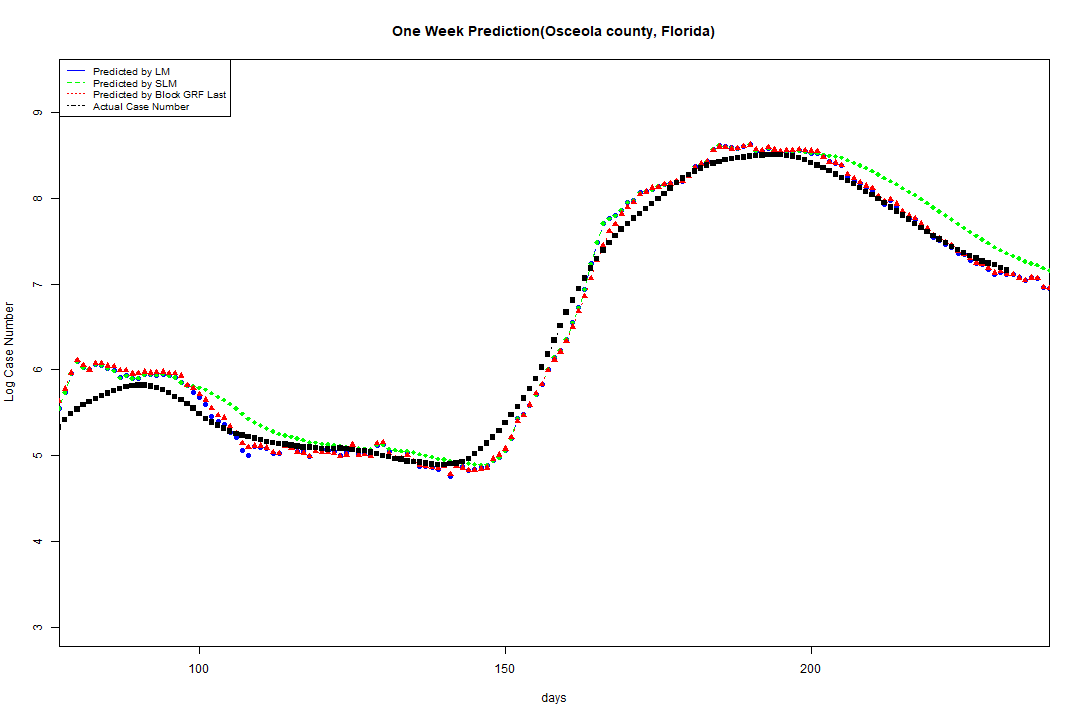 One Week Prediction(Osceola county, Florida)
Predicted by LM
Predicted by SLM
Predicted by Block GRF Last
Actual Case Number
9
8
7
6
5
4
3
Log Case Number
100
150
200
days